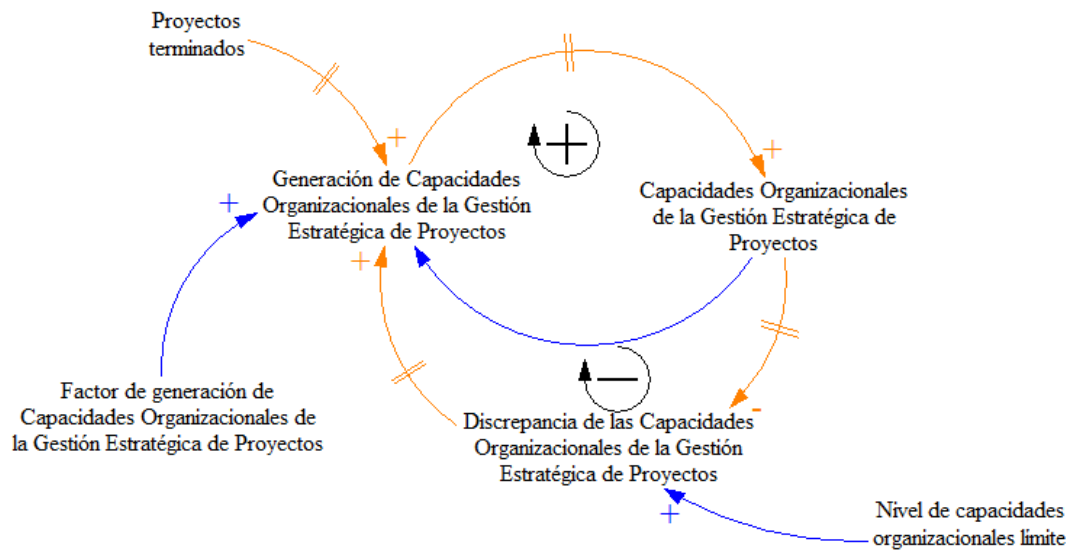 Proyectos
terminados
+
+
Generación de Capacidades
Organizacionales de la Gestión
Estratégica de Proyectos
Capacidades Organizacionales
de la Gestión Estratégica de
Proyectos
+
+
+
−
Factor de generación de
Capacidades Organizacionales de
la Gestión Estratégica de Proyectos
Discrepancia de las Capacidades
Organizacionales de la Gestión
Estratégica de Proyectos
-
+
Nivel de capacidades
organizacionales límite